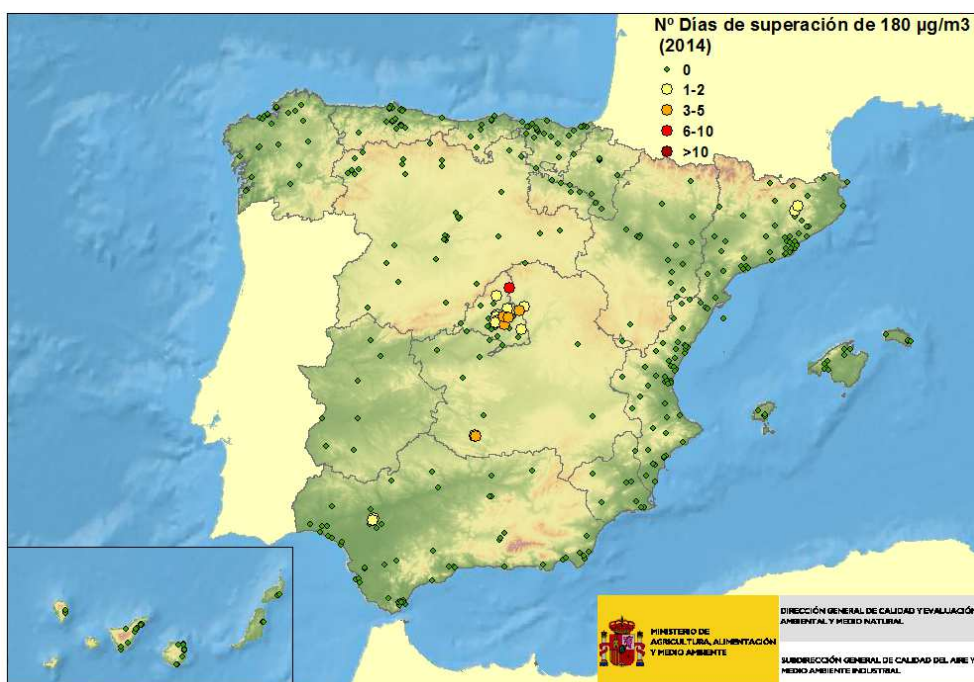 Nº Días de superación de 180 µg/m3
(2014)
0
1-2
3-5
6-10
>10
MINISTERIO DE
AGRICULTURA, ALIMENTACIÓN
Y MEDIO AMBIENTE
DIRECCIÓN GENERAL DE CALIDAD Y EVALUACIÓN
AMBIENTAL Y MEDIO NATURAL
SUBDIRECCIÓN GENERAL DE CALIDAD DEL AIRE Y
MEDIO AMBIENTE INDUSTRIAL